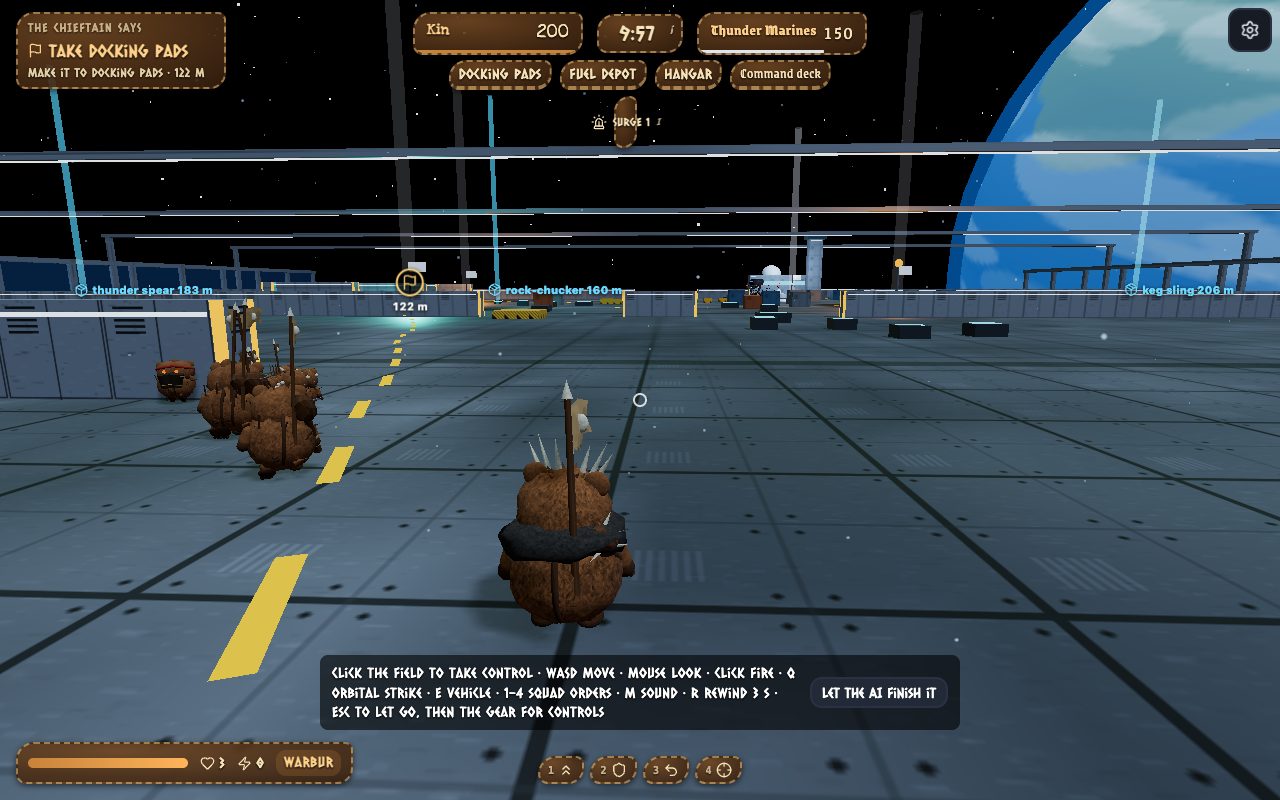 THE CHIEFTAIN SAYS
TAKE DOCKING PADS
MAKE IT TO DOCKING PADS · 122 M
Kin 200
9:57
Thunder Marines 150
DOCKING PADS
FUEL DEPOT
HANGAR
Command deck
SURGE 1
thunder spear 183 m
122 m
rock-chucker 160 m
keg sling 206 m
CLICK THE FIELD TO TAKE CONTROL · WASD MOVE · MOUSE LOOK · CLICK FIRE · Q
ORBITAL STRIKE · E VEHICLE · 1-4 SQUAD ORDERS · M SOUND · R REWIND 3 S ·
ESC TO LET GO, THEN THE GEAR FOR CONTROLS
LET THE AI FINISH IT
3
0
WARBUR
1
2
3
4